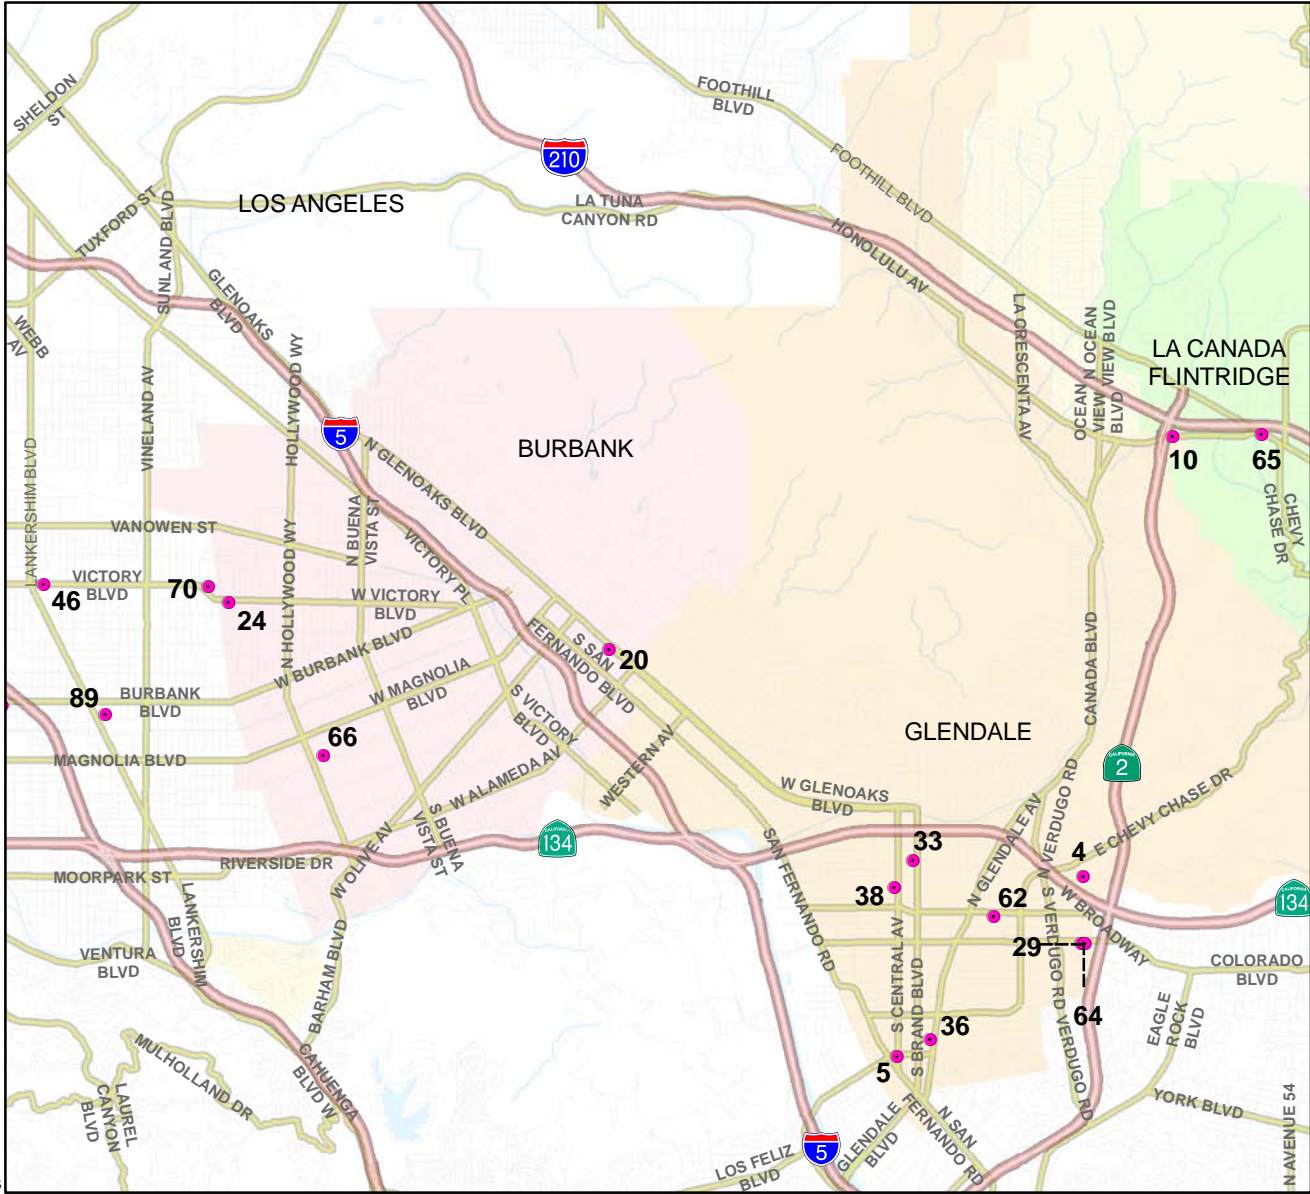 FOOTHILL
BLVD
SHELDON
ST
210
FOOTHILL BLVD
LOS ANGELES
LA TUNA
CANYON RD
TUXFORD ST
SUNLAND BLVD
HONOLULU AV
GLENOAKS
BLVD
WEBB
AV
LA CRESCENTA AV
OCEAN N OCEAN
VIEW VIEW BLVD
BLVD
LA CANADA
FLINTRIDGE
HOLLYWOOD WY
VINELAND AV
5
N GLENOAKS BLVD
BURBANK
10
65
LANKERSHIM BLVD
CHEVY
CHASE DR
VANOWEN ST
N BUENA
VISTA ST
VICTORY PL
N HOLLYWOOD WY
VICTORY
BLVD
46
70
24
W VICTORY
BLVD
W BURBANK BLVD
S SAN
FERNANDO BLVD
20
CANADA BLVD
89
BURBANK
BLVD
W MAGNOLIA
BLVD
S VICTORY
BLVD
66
MAGNOLIA BLVD
WESTERN AV
GLENDALE
2
W ALAMEDA AV
W GLENOAKS
BLVD
E CHEVY CHASE DR
N VERDUGO RD
S BUENA
VISTA ST
134
SAN FERNANDO RD
33
N GLENDALE AV
4
RIVERSIDE DR
MOORPARK ST
W OLIVE AV
38
62
W BROADWAY
134
LANKERSHIM
BLVD
S VERDUGO RD
29
VENTURA
BLVD
BARHAM BLVD
S CENTRAL AV
S BRAND BLVD
COLORADO
BLVD
64
EAGLE
ROCK
BLVD
36
5
VERDUGO RD
MULHOLLAND DR
CAHUENGA
BLVD W
LAUREL
CANYON
BLVD
YORK BLVD
N AVENUE 54
N SAN
FERNANDO RD
GLENDALE
BLVD
5
LOS FELIZ
BLVD